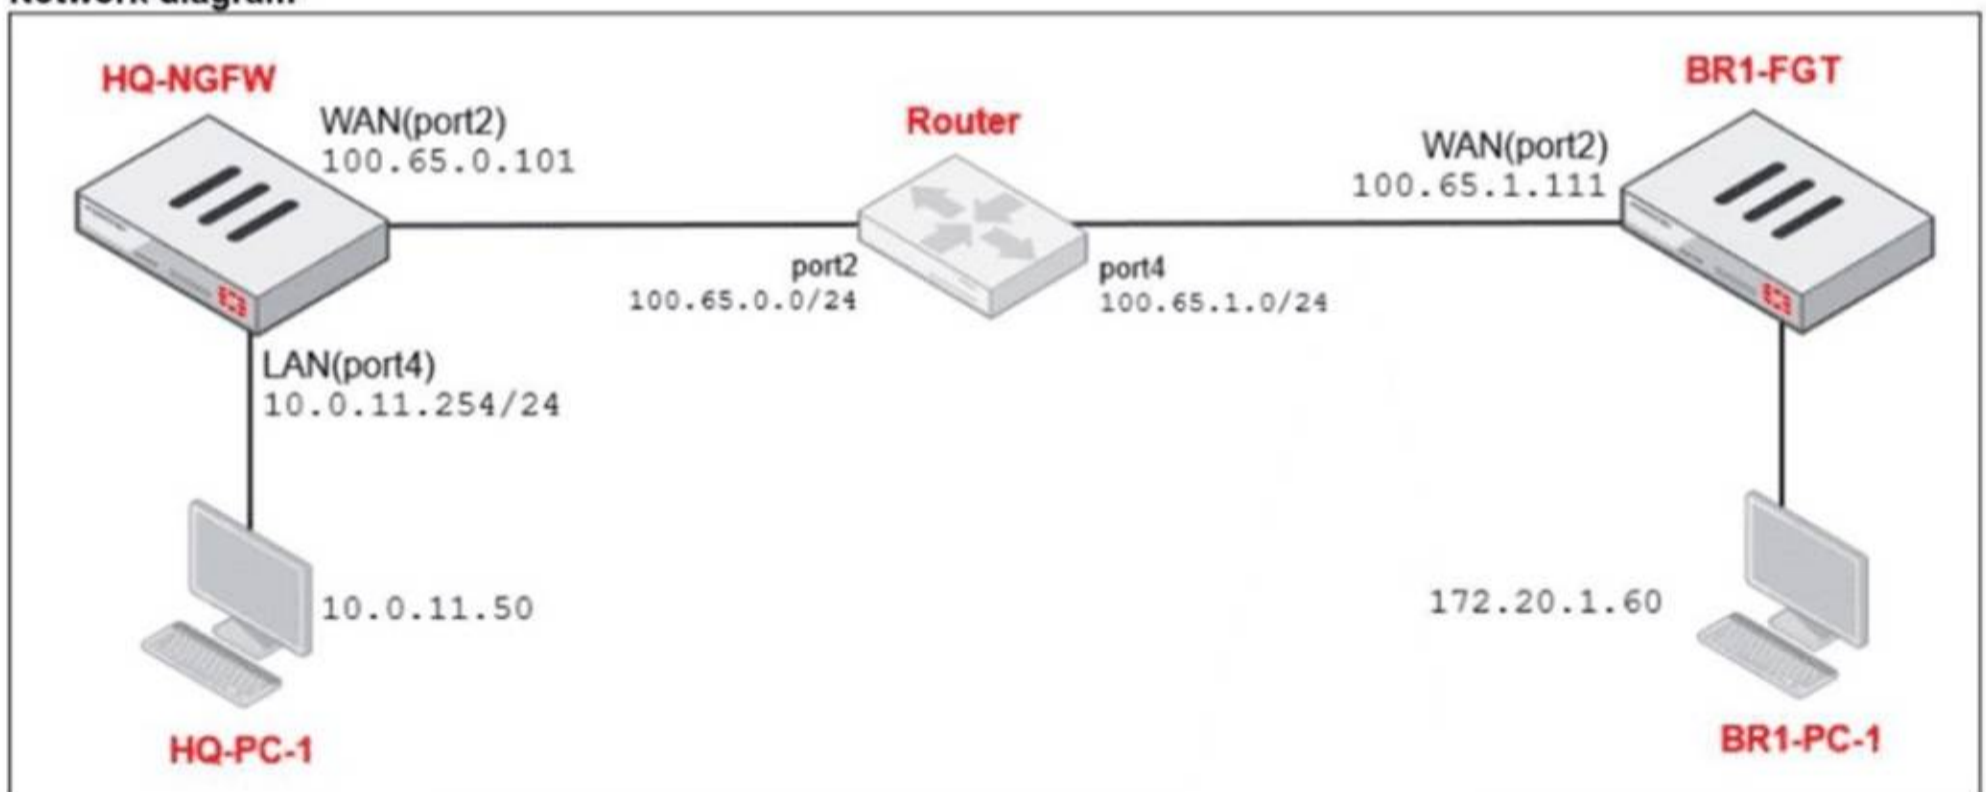 Network diagram
HQ-NGFW
WAN(port2)
100.65.0.101
Router
BR1-FGT
WAN(port2)
100.65.1.111
port2
100.65.0.0/24
port4
100.65.1.0/24
LAN(port4)
10.0.11.254/24
10.0.11.50
172.20.1.60
HQ-PC-1
BR1-PC-1